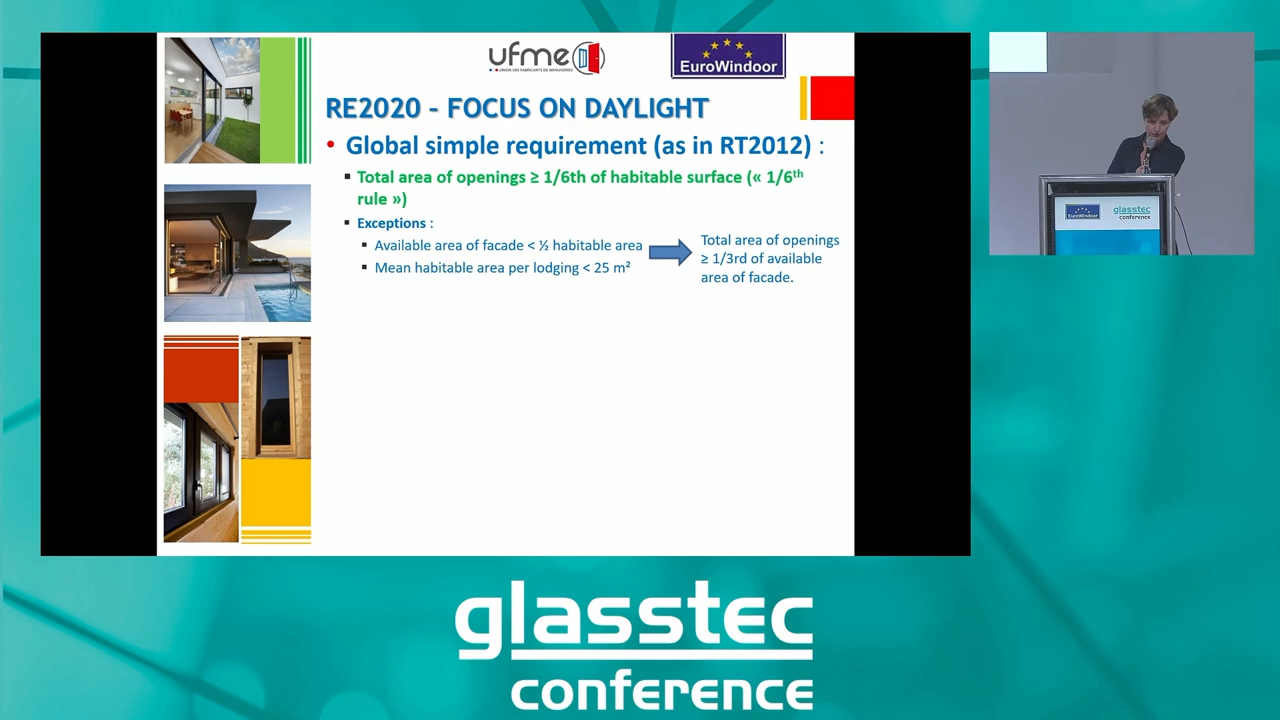 ufme
UNION DES FABRICANTS DE MENUISERIES
EuroWindoor
RE2020 - FOCUS ON DAYLIGHT
• Global simple requirement (as in RT2012) :
▪ Total area of openings ≥ 1/6th of habitable surface (« 1/6th
rule »)
▪ Exceptions :
▪ Available area of facade < ½ habitable area
▪ Mean habitable area per lodging < 25 m²
Total area of openings
≥ 1/3rd of available
area of facade.
EuroWindoor
glasstec
conference
glasstec
conference